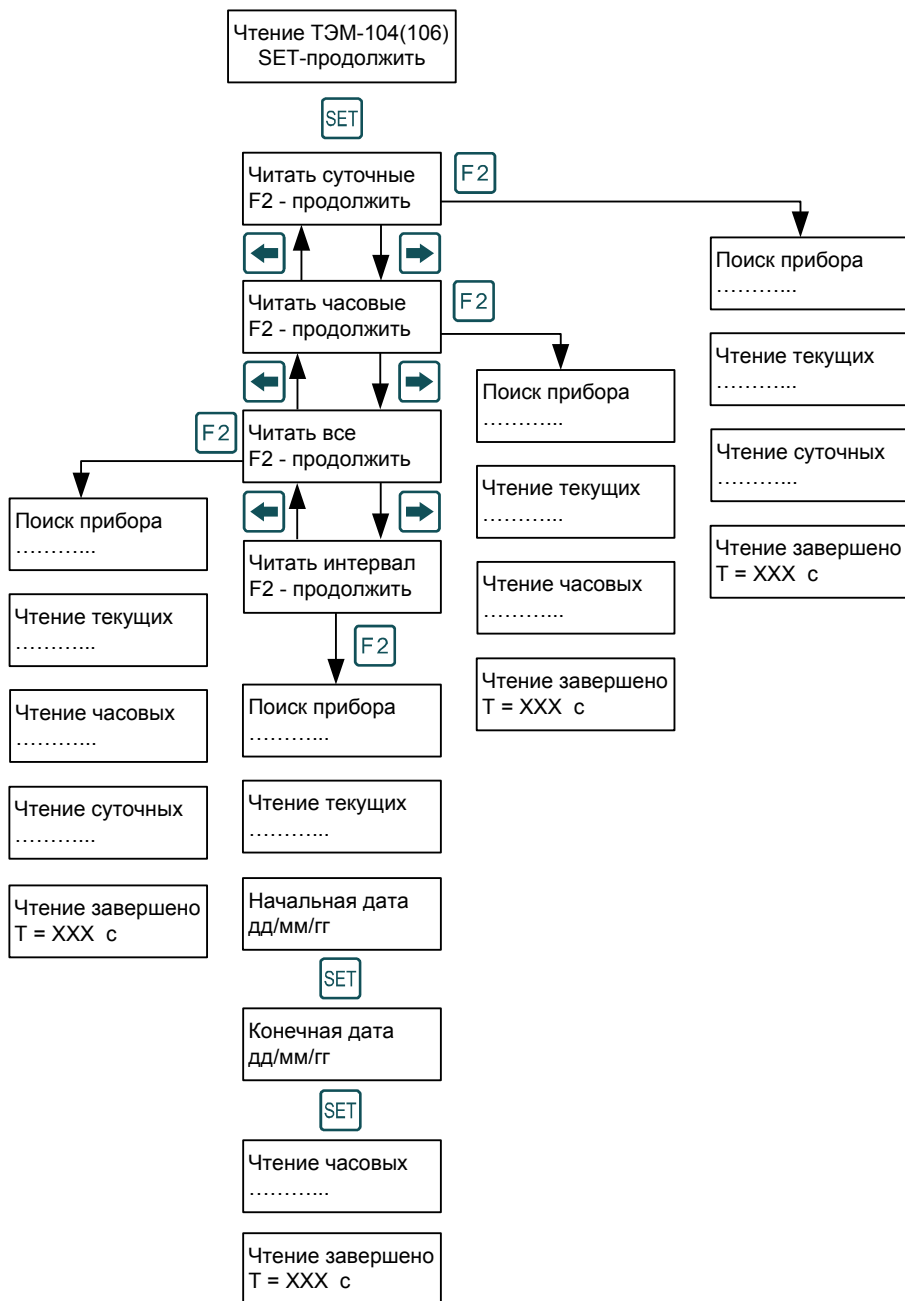 Чтение ТЭМ-104(106)
SET-продолжить
SET
Читать суточные
F2 - продолжить
F2
Читать часовые
F2 - продолжить
F2
Читать все
F2 - продолжить
F2
Читать интервал
F2 - продолжить
F2
Поиск прибора
………...
Чтение текущих
………...
Чтение часовых
………...
Чтение суточных
………...
Чтение завершено
T = XXX с
Поиск прибора
………...
Чтение текущих
………...
Начальная дата
дд/мм/гг
SET
Конечная дата
дд/мм/гг
SET
Чтение часовых
………...
Чтение завершено
T = XXX с
Поиск прибора
………...
Чтение текущих
………...
Чтение часовых
………...
Чтение завершено
T = XXX с
Поиск прибора
………...
Чтение текущих
………...
Чтение суточных
………...
Чтение завершено
T = XXX с